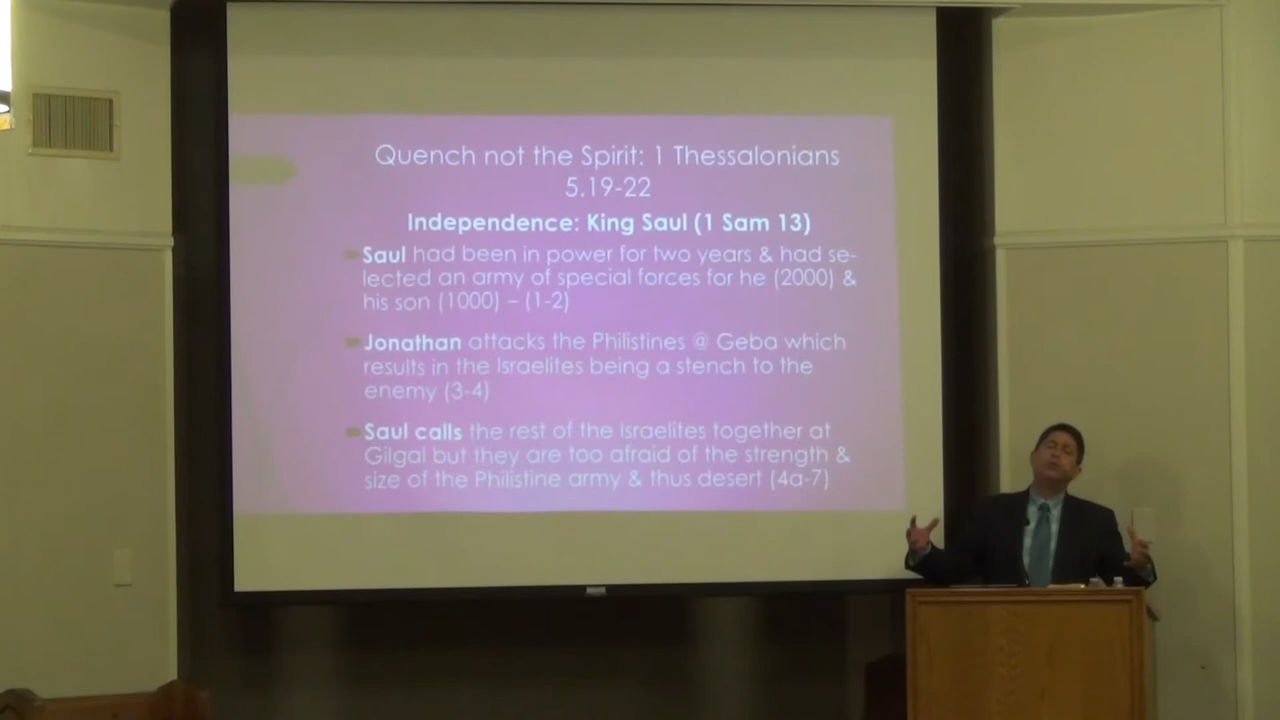 Quench not the Spirit: 1 Thessalonians
5.19-22
Independence: King Saul (1 Sam 13)
Saul had been in power for two years & had se-
lected an army of special forces for he (2000) &
his son (1000) – (1-2)
Jonathan attacks the Philistines @ Geba which
results in the Israelites being a stench to the
enemy (3-4)
Saul calls the rest of the Israelites together at
Gilgal but they are too afraid of the strength &
size of the Philistine army & thus desert (4a-7)